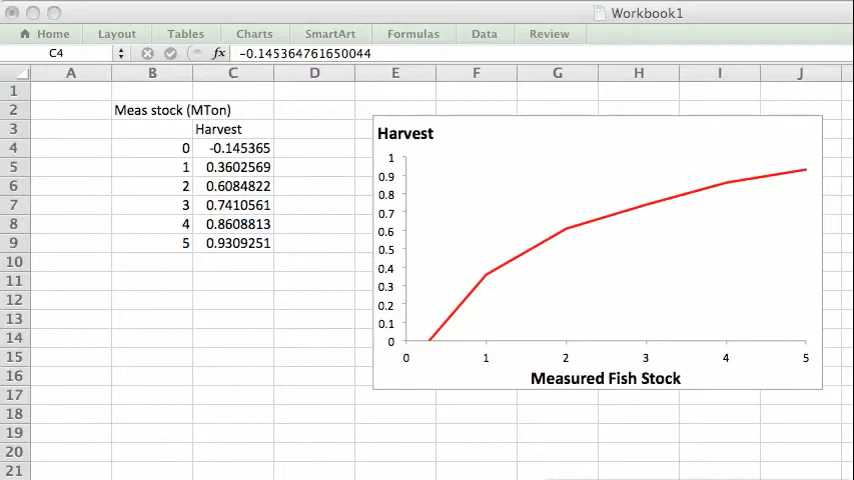 Workbook1
Home Layout Tables Charts SmartArt Formulas Data Review
C4 fx -0.145364761650044
A B C D E F G H I J
1
2 Meas stock (MTon)
3 Harvest
4 0 -0.145365
5 1 0.3602569
6 2 0.6084822
7 3 0.7410561
8 4 0.8608813
9 5 0.9309251
10
11
12
13
14
15
16
17
18
19
20
21
Harvest
1
0.9
0.8
0.7
0.6
0.5
0.4
0.3
0.2
0.1
0
0 1 2 3 4 5
Measured Fish Stock